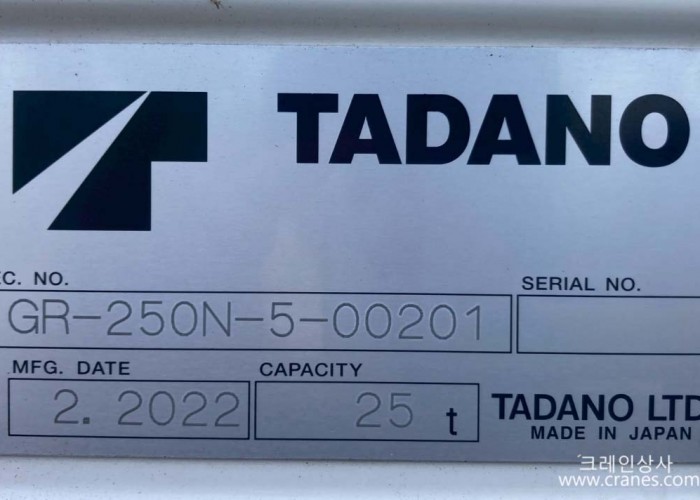 TADANO
EC. NO.
SERIAL NO.
GR-250N-5-00201
MFG. DATE
CAPACITY
2. 2022
25 t
TADANO LTD
MADE IN JAPAN
크레인상사
www.cranes.com